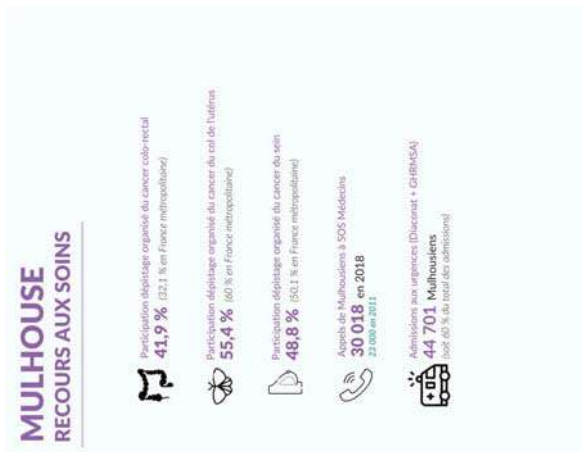 MULHOUSE
RECOURS AUX SOINS
Participation dépistage organisé du cancer colo-rectal
41,9 % (32,1 % en France métropolitaine)
Participation dépistage organisé du cancer du col de l'utérus
55,4 % (60 % en France métropolitaine)
Participation dépistage organisé du cancer du sein
48,8 % (50,1 % en France métropolitaine)
Appels de Mulhousiens à SOS Médecins
30 018 en 2018
22 000 en 2011
Admissions aux urgences (Diaconat + GHRMSA)
44 701 Mulhousiens
(soit 60 % du total des admissions)